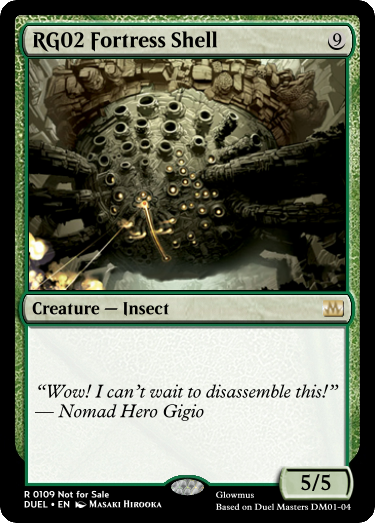 RG02 Fortress Shell 9
Creature — Insect
“Wow! I can’t wait to disassemble this!”
— Nomad Hero Gigio
5/5
R 0109 Not for Sale
DUEL • EN Masaki Hirooka
Glowmus
Based on Duel Masters DM01-04